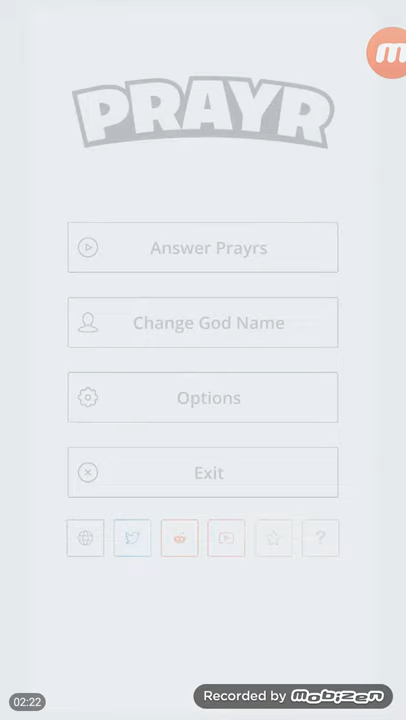 PRAYR
Answer Prayrs
Change God Name
Options
Exit
?
02:22
Recorded by mobizen